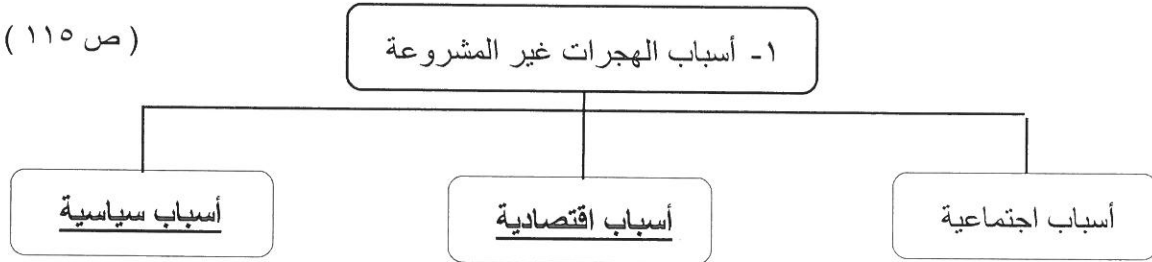 ( ص ١١٥ )
١- أسباب الهجرات غير المشروعة
أسباب اجتماعية
أسباب اقتصادية
أسباب سياسية